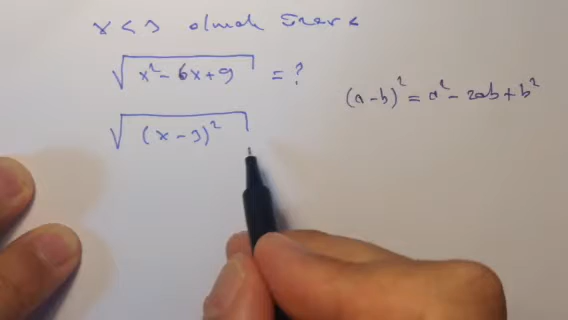 x < 3 olmak üzere
√(x² - 6x + 9) = ?
(a - b)² = a² - 2ab + b²
√((x - 3)²)